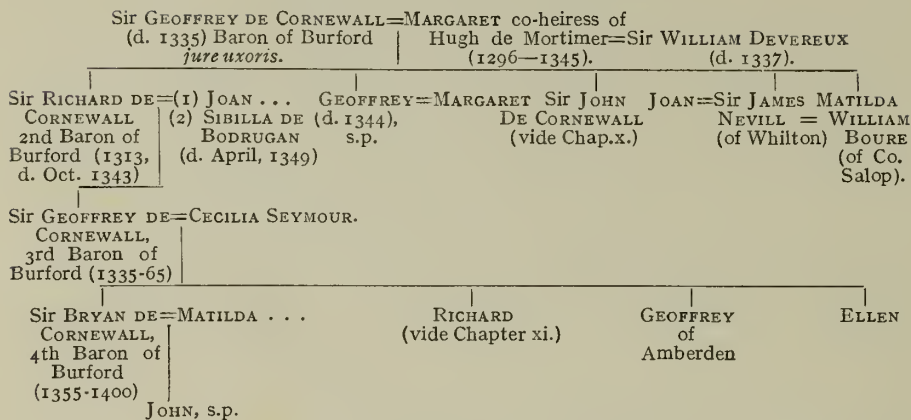 Sir GEOFFREY DE CORNEWALL=MARGARET co-heiress of
(d. 1335) Baron of Burford Hugh de Mortimer=Sir WILLIAM DEVEREUX
jure uxoris. (1296—1345). (d. 1337).
Sir RICHARD DE=(1) JOAN ... GEOFFREY=MARGARET Sir JOHN JOAN=Sir JAMES MATILDA
CORNEWALL (2) SIBILLA DE (d. 1344), DE CORNEWALL NEVILL = WILLIAM
2nd Baron of BODRUGAN s.p. (vide Chap.x.) (of Whilton) BOURE
Burford (1313, (d. April, 1349) (of Co.
d. Oct. 1343) Salop).
Sir GEOFFREY DE=CECILIA SEYMOUR.
CORNEWALL,
3rd Baron of
Burford (1335-65)
Sir BRYAN DE=MATILDA ... RICHARD GEOFFREY ELLEN
CORNEWALL, (vide Chapter xi.) of
4th Baron of Amberden
Burford
(1355-1400)
JOHN, s.p.